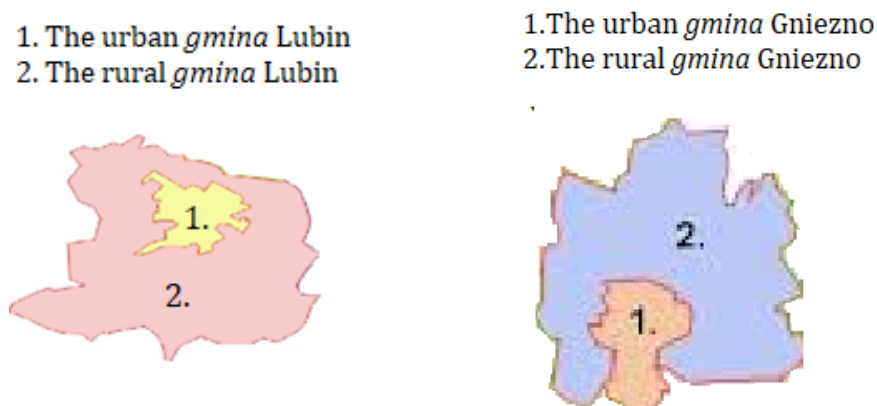 1. The urban gmina Lubin
2. The rural gmina Lubin
1.The urban gmina Gniezno
2.The rural gmina Gniezno
1.
2.
2.
1.